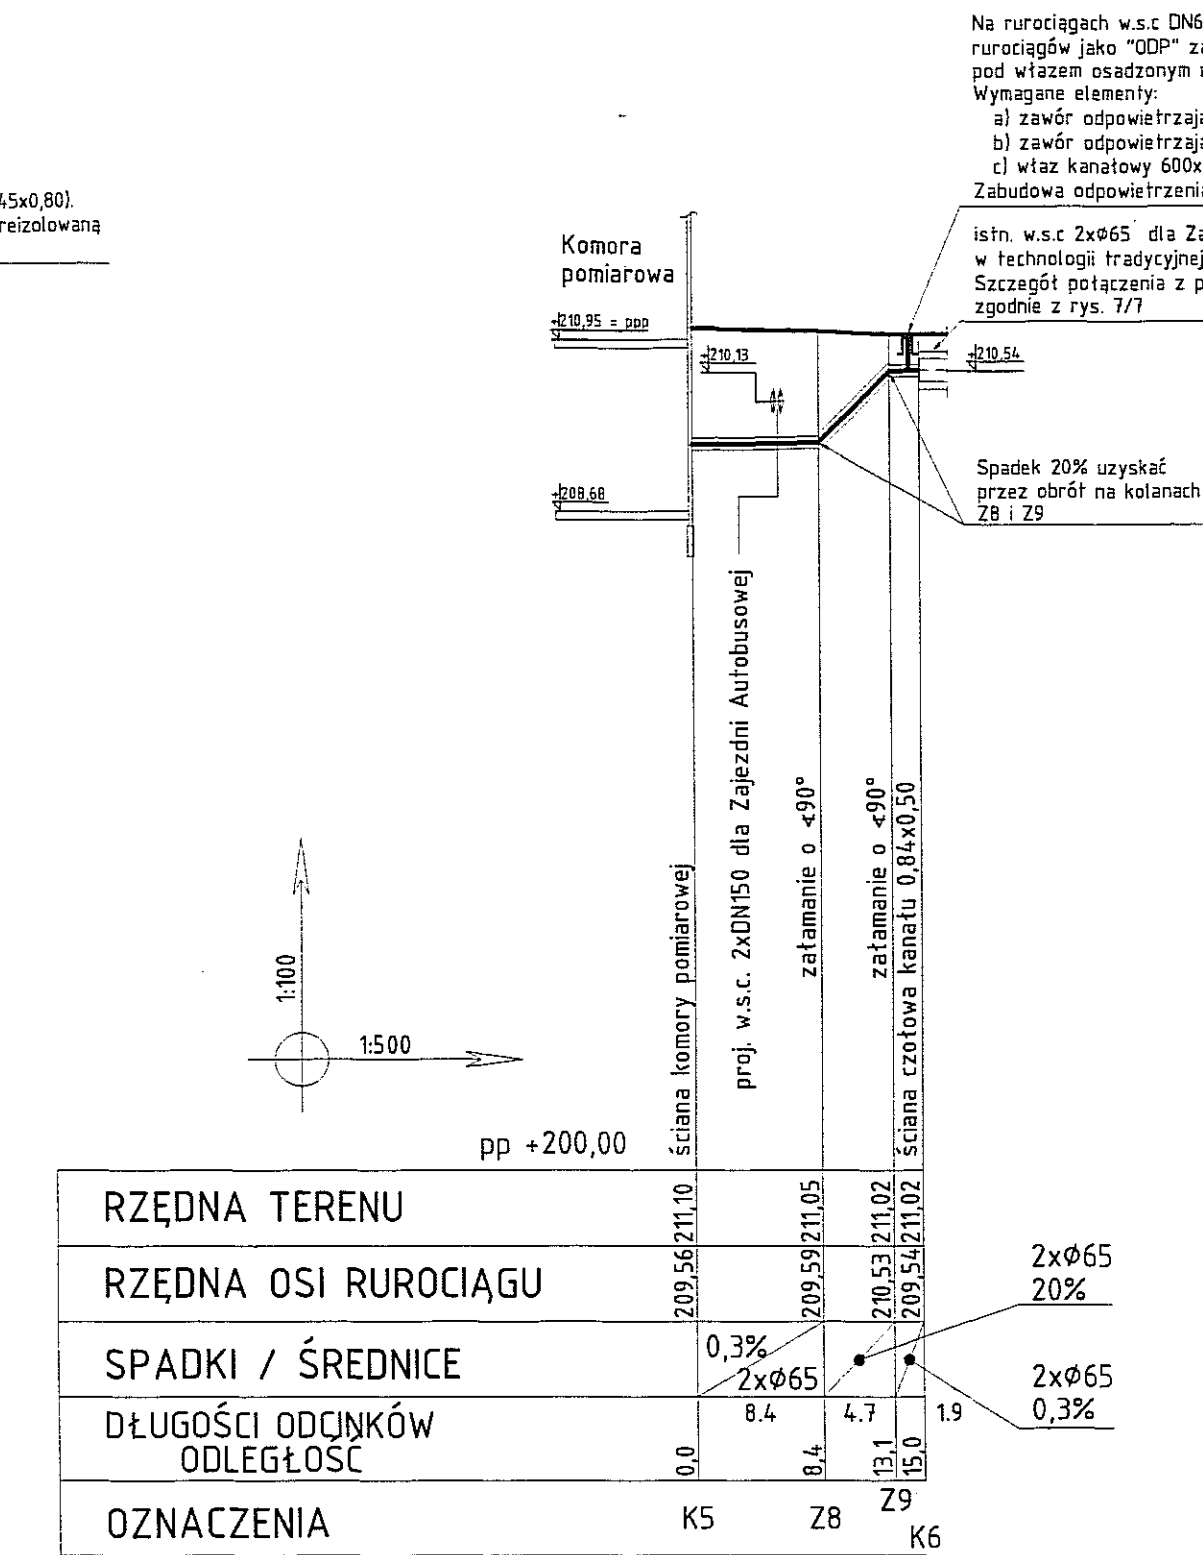 Na rurociągach w.s.c DN6
rurociągów jako "ODP" za
pod włazem osadzonym
Wymagane elementy:
a) zawór odpowietrzają
b) zawór odpowietrzają
c) właz kanałowy 600x
Zabudowa odpowietrzenia
45x0,80).
reizolowaną
istn. w.s.c 2xφ65 dla Za
w technologii tradycyjnej
Szczegół połączenia z p
zgodnie z rys. 7/7
Komora
pomiarowa
+210,95 = ppp
+210,13
+210,54
+208,68
Spadek 20% uzyskać
przez obrót na kolanach
Z8 i Z9
ściana komory pomiarowej
proj. w.s.c. 2xDN150 dla Zajezdni Autobusowej
załamanie o ∢90°
załamanie o ∢90°
ściana czołowa kanału 0,84x0,50
1:100
1:500
pp +200,00
RZĘDNA TERENU
211,10
211,05
211,02
211,02
RZĘDNA OSI RUROCIĄGU
209,56
209,59
210,53
209,54
2xφ65
20%
SPADKI / ŚREDNICE
0,3%
2xφ65
2xφ65
0,3%
DŁUGOŚCI ODCINKÓW
8.4
4.7
1.9
ODLEGŁOŚĆ
0,0
8,4
13,1
15,0
OZNACZENIA
K5
Z8
Z9
K6